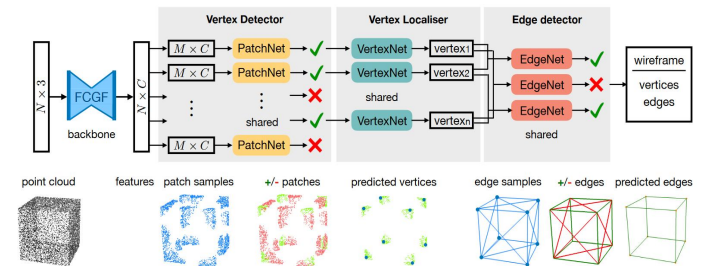 Vertex Detector
Vertex Localiser
Edge detector
N × 3
FCGF
backbone
N × C
M × C
PatchNet
M × C
PatchNet
shared
M × C
PatchNet
VertexNet
vertex1
VertexNet
vertex2
shared
VertexNet
vertexn
EdgeNet
EdgeNet
EdgeNet
shared
wireframe
vertices
edges
point cloud
features
patch samples
+/- patches
predicted vertices
edge samples
+/- edges
predicted edges